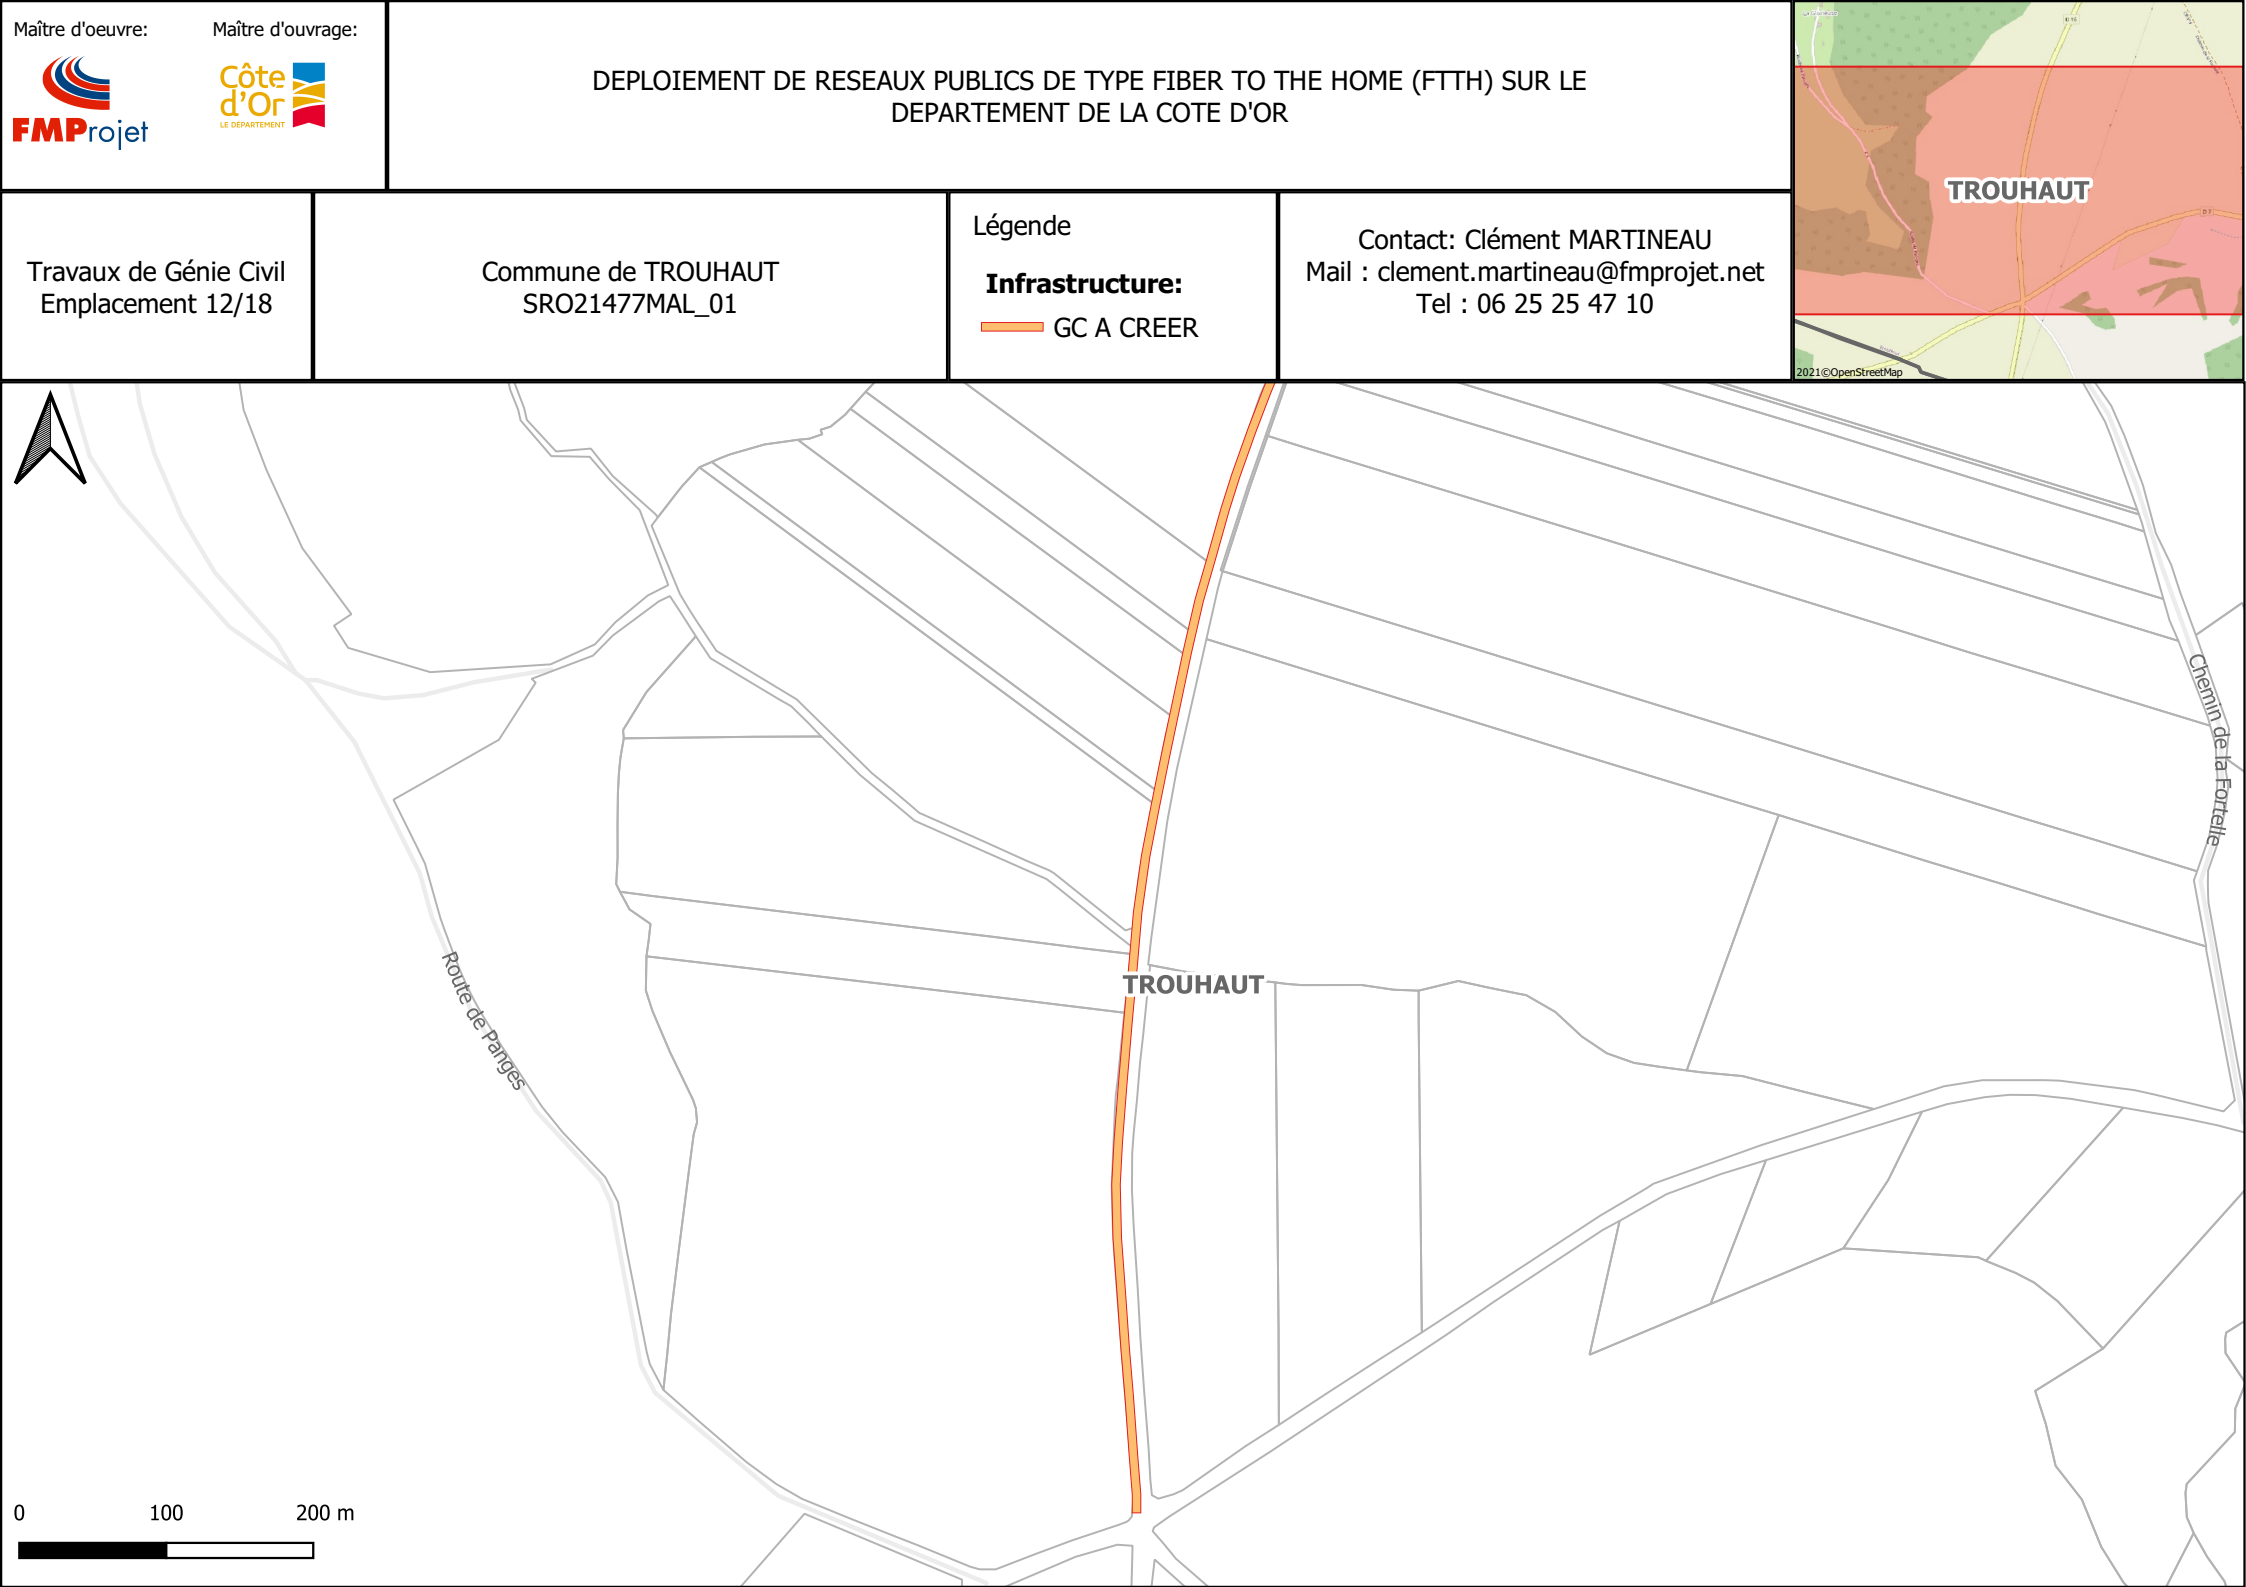 Maître d'oeuvre:
Maître d'ouvrage:
FMProjet
Côte
d'Or
LE DÉPARTEMENT
DEPLOIEMENT DE RESEAUX PUBLICS DE TYPE FIBER TO THE HOME (FTTH) SUR LE
DEPARTEMENT DE LA COTE D'OR
D 16
TROUHAUT
D 7
2021©OpenStreetMap
Travaux de Génie Civil
Emplacement 12/18
Commune de TROUHAUT
SRO21477MAL_01
Légende
Infrastructure:
GC A CREER
Contact: Clément MARTINEAU
Mail : clement.martineau@fmprojet.net
Tel : 06 25 25 47 10
Chemin de la Fortelle
TROUHAUT
Route de Panges
0 100 200 m